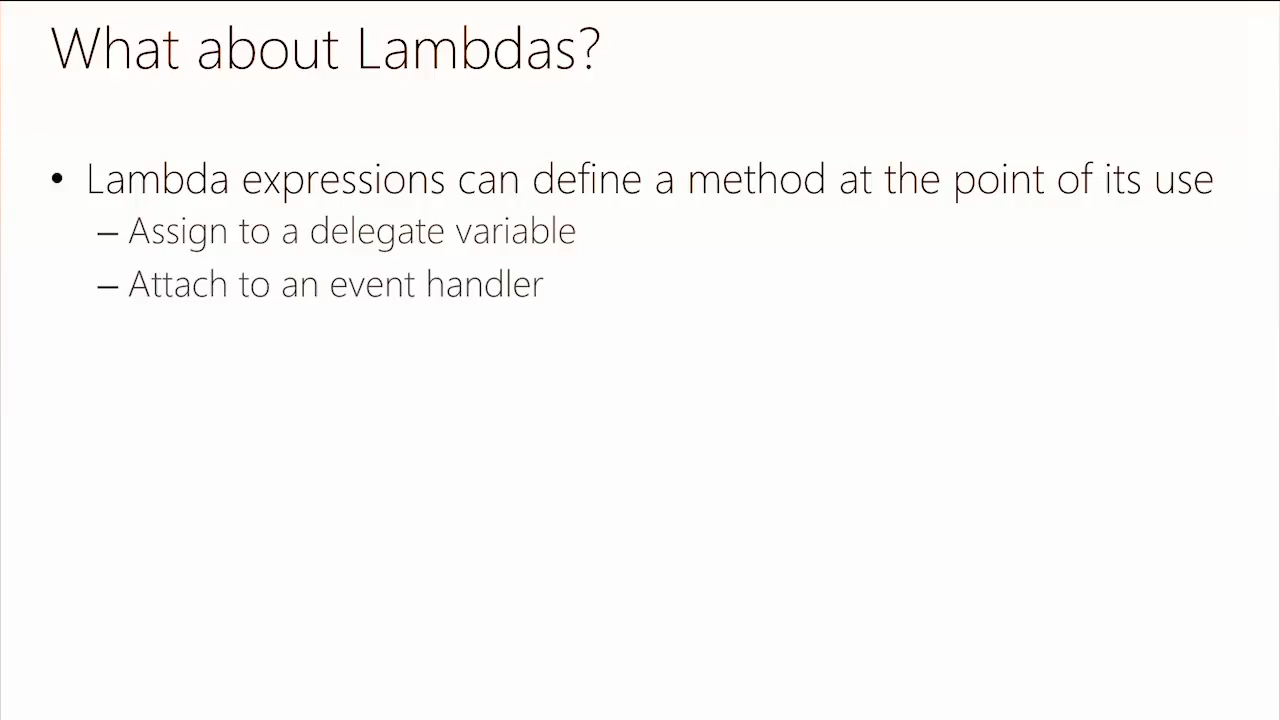 What about Lambdas?
• Lambda expressions can define a method at the point of its use
– Assign to a delegate variable
– Attach to an event handler